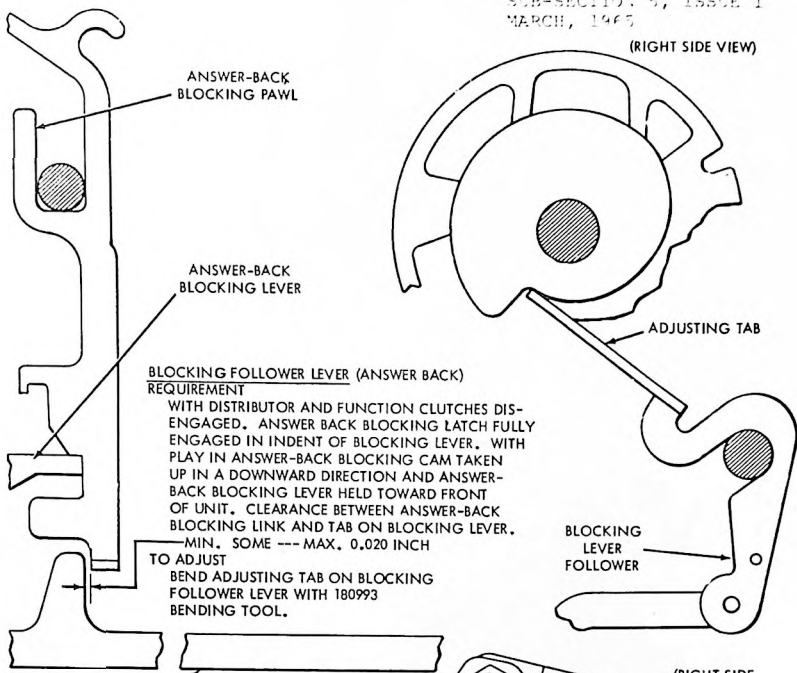 SUB-SECTION 5, ISSUE 1
MARCH, 1965
(RIGHT SIDE VIEW)
ANSWER-BACK
BLOCKING PAWL
ANSWER-BACK
BLOCKING LEVER
ADJUSTING TAB
BLOCKING FOLLOWER LEVER (ANSWER BACK)
REQUIREMENT
WITH DISTRIBUTOR AND FUNCTION CLUTCHES DIS-
ENGAGED. ANSWER BACK BLOCKING LATCH FULLY
ENGAGED IN INDENT OF BLOCKING LEVER. WITH
PLAY IN ANSWER-BACK BLOCKING CAM TAKEN
UP IN A DOWNWARD DIRECTION AND ANSWER-
BACK BLOCKING LEVER HELD TOWARD FRONT
OF UNIT. CLEARANCE BETWEEN ANSWER-BACK
BLOCKING LINK AND TAB ON BLOCKING LEVER.
MIN. SOME --- MAX. 0.020 INCH
TO ADJUST
BEND ADJUSTING TAB ON BLOCKING
FOLLOWER LEVER WITH 180993
BENDING TOOL.
BLOCKING
LEVER
FOLLOWER
(RIGHT SIDE